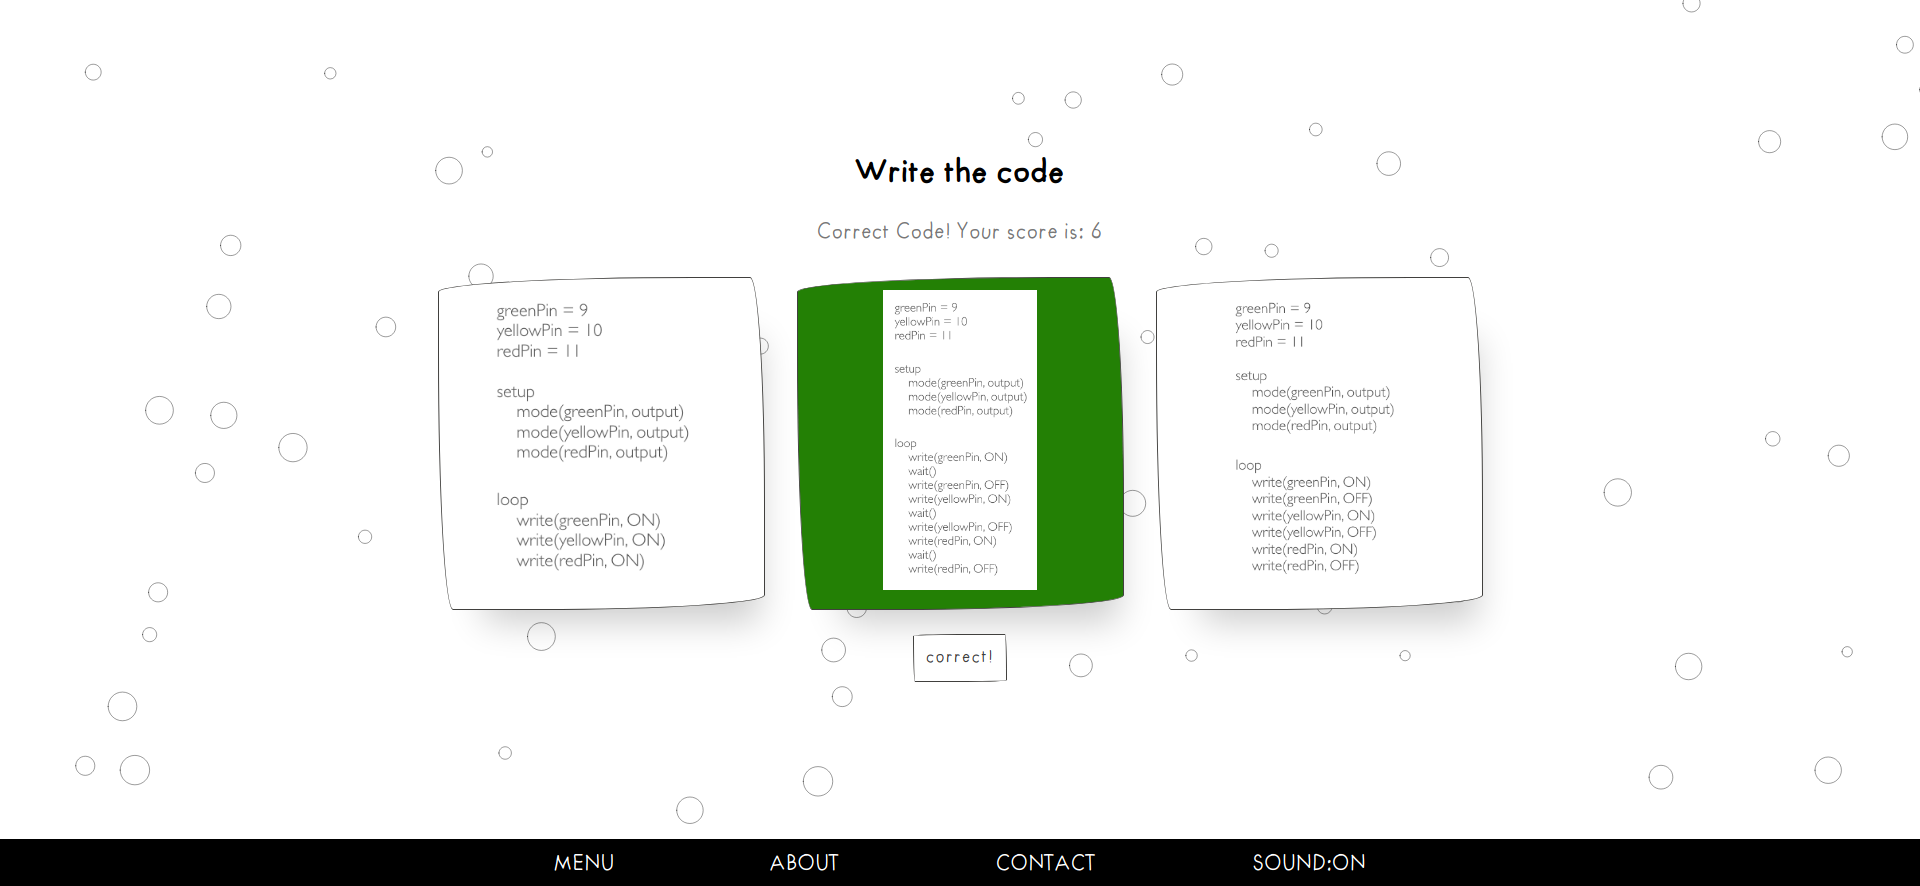 Write the code
Correct Code! Your score is: 6
greenPin = 9
yellowPin = 10
redPin = 11
setup
mode(greenPin, output)
mode(yellowPin, output)
mode(redPin, output)
loop
write(greenPin, ON)
write(yellowPin, ON)
write(redPin, ON)
greenPin = 9
yellowPin = 10
redPin = 11
setup
mode(greenPin, output)
mode(yellowPin, output)
mode(redPin, output)
loop
write(greenPin, ON)
wait()
write(greenPin, OFF)
write(yellowPin, ON)
wait()
write(yellowPin, OFF)
write(redPin, ON)
wait()
write(redPin, OFF)
greenPin = 9
yellowPin = 10
redPin = 11
setup
mode(greenPin, output)
mode(yellowPin, output)
mode(redPin, output)
loop
write(greenPin, ON)
write(greenPin, OFF)
write(yellowPin, ON)
write(yellowPin, OFF)
write(redPin, ON)
write(redPin, OFF)
correct!
MENU ABOUT CONTACT SOUND:ON